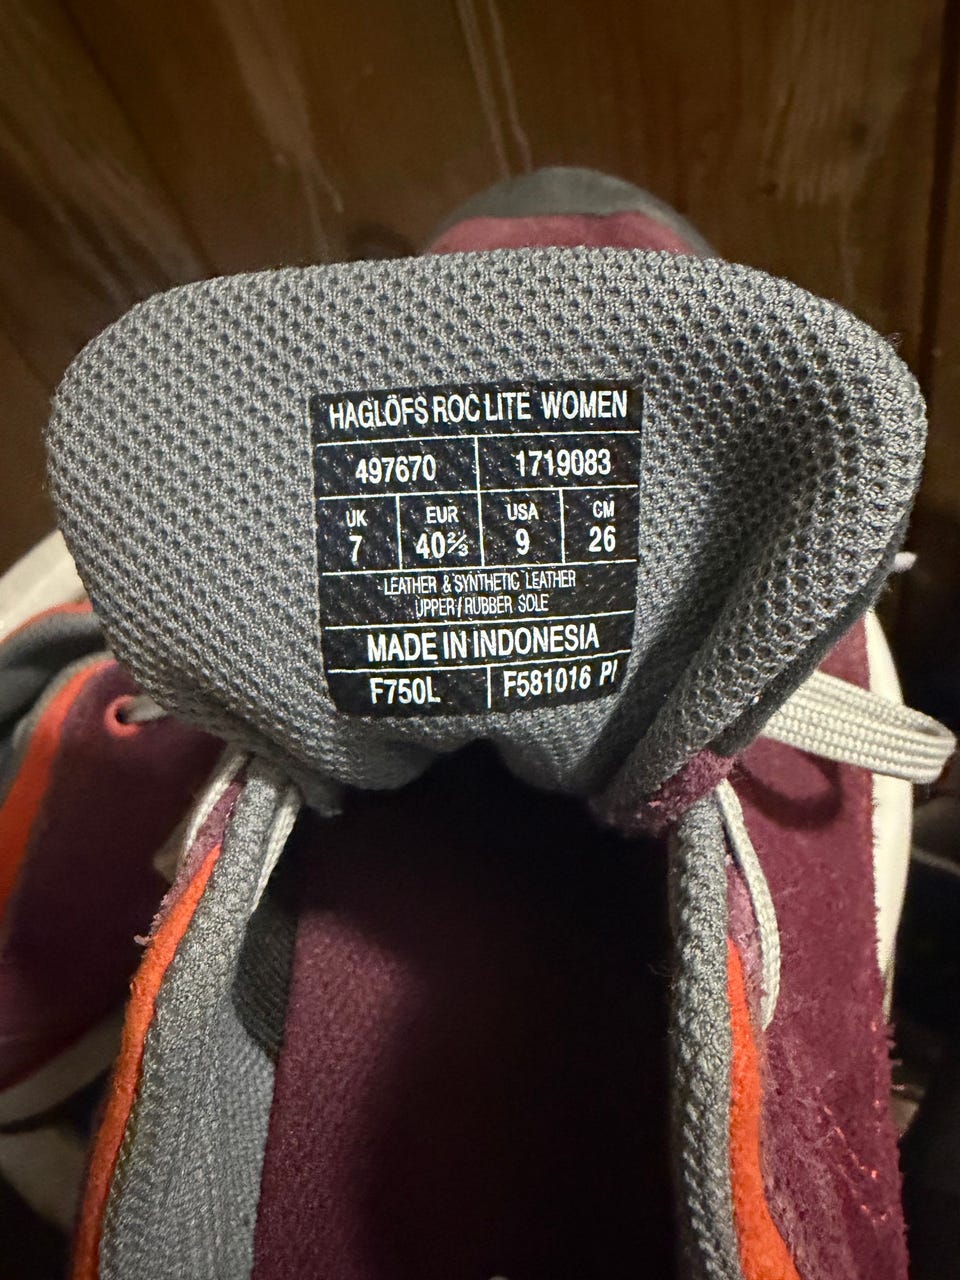 HAGLÖFS ROC LITE WOMEN
497670 1719083
UK EUR USA CM
7 40⅔ 9 26
LEATHER & SYNTHETIC LEATHER
UPPER / RUBBER SOLE
MADE IN INDONESIA
F750L F581016 PI